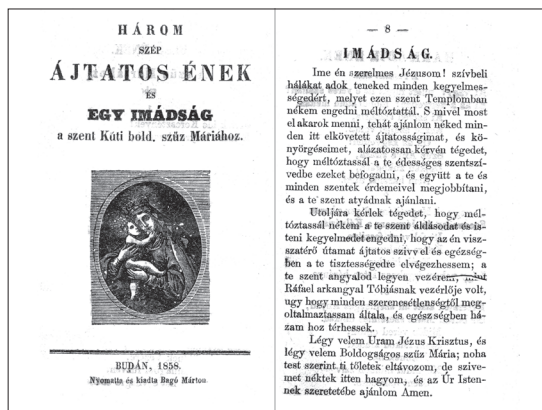 HÁROM
SZÉP
ÁJTATOS ÉNEK
ÉS
EGY IMÁDSÁG
a szent Kúti bold. szűz Máriához.
BUDÁN, 1858.
Nyomatta és kiadta Bagó Márton.
— 8 —
IMÁDSÁG.
Ime én szerelmes Jézusom! szívbeli
hálákat adok teneked minden kegyelmes-
ségedért, melyet ezen szent Templomban
nékem engedni méltóztattál. S mivel most
el akarok menni, tehát ajánlom néked min-
den itt elkövetett ájtatosságimat, és kö-
nyörgéseimet, alázatossan kérvén tégedet,
hogy méltóztassál a te édességes szentszí-
vedbe ezeket befogadni, és együtt a te és
minden szentek érdemeivel megjobbítani,
és a te szent atyádnak ajánlani.
Utoljára kérlek tégedet, hogy mél-
tóztassál nékem a te szent áldásodat és is-
teni kegyelmedet engedni, hogy az én visz-
szatérő útamat ájtatos szivvel és egézség-
ben a te tisztességedre elvégezhessem; a
te szent angyalod legyen vezérem, mint
Ráfael arkangyal Tóbiásnak vezérlője volt,
ugy hogy minden szerencsétlenségtől meg-
oltalmaztassam általa, és egészségben há-
zam hoz térhessek.
Légy velem Uram Jézus Krisztus, és
légy velem Boldogságos szűz Mária; noha
test szerint ti tőletek eltávozom, de szive-
met néktek itten hagyom, és az Úr Isten-
nek szeretetébe ajánlom Amen.